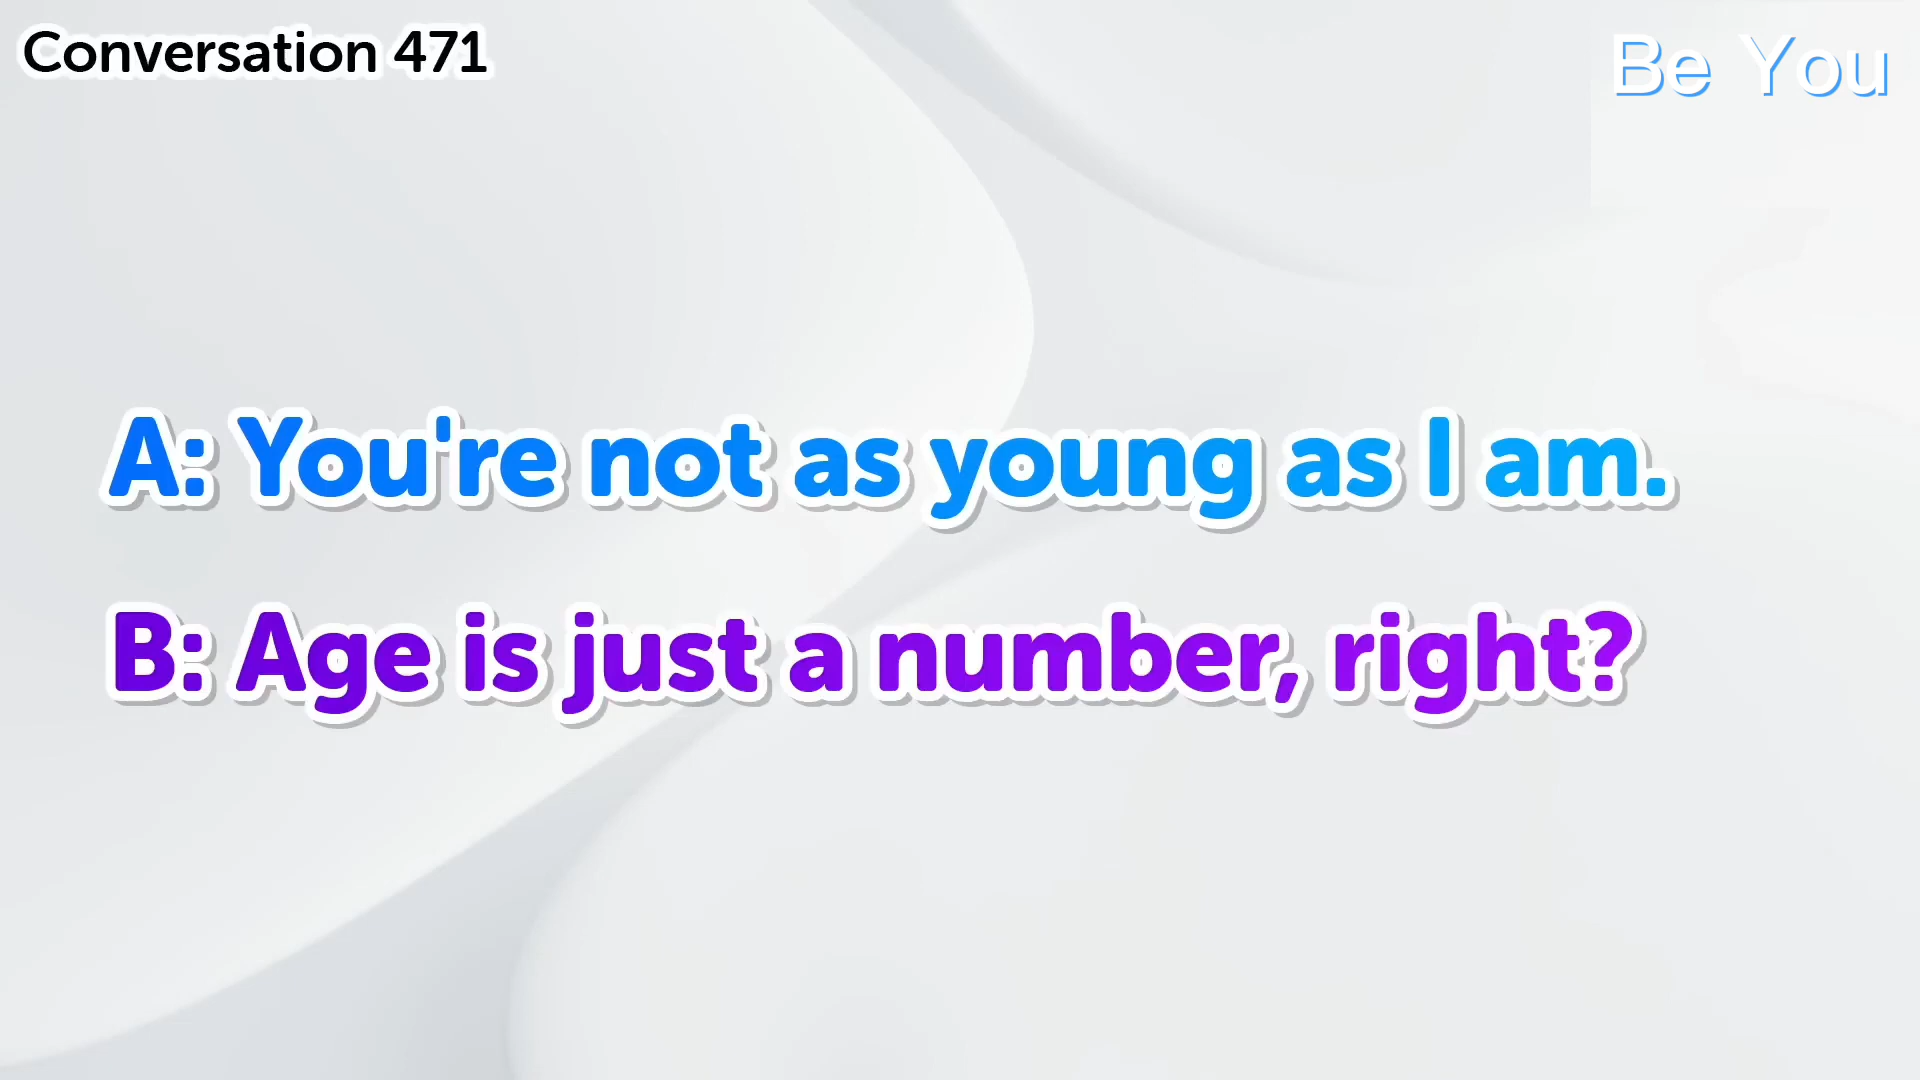 Conversation 471
Be You
A: You're not as young as I am.
B: Age is just a number, right?